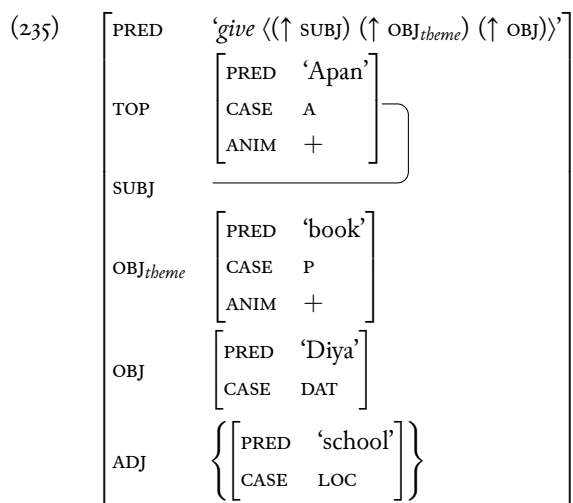 (235) PRED ‘give ⟨(↑ SUBJ) (↑ OBJtheme) (↑ OBJ)⟩’
PRED ‘Apan’
TOP CASE A
ANIM +
SUBJ
PRED ‘book’
OBJtheme CASE P
ANIM +
PRED ‘Diya’
OBJ
CASE DAT
PRED ‘school’
ADJ
CASE LOC